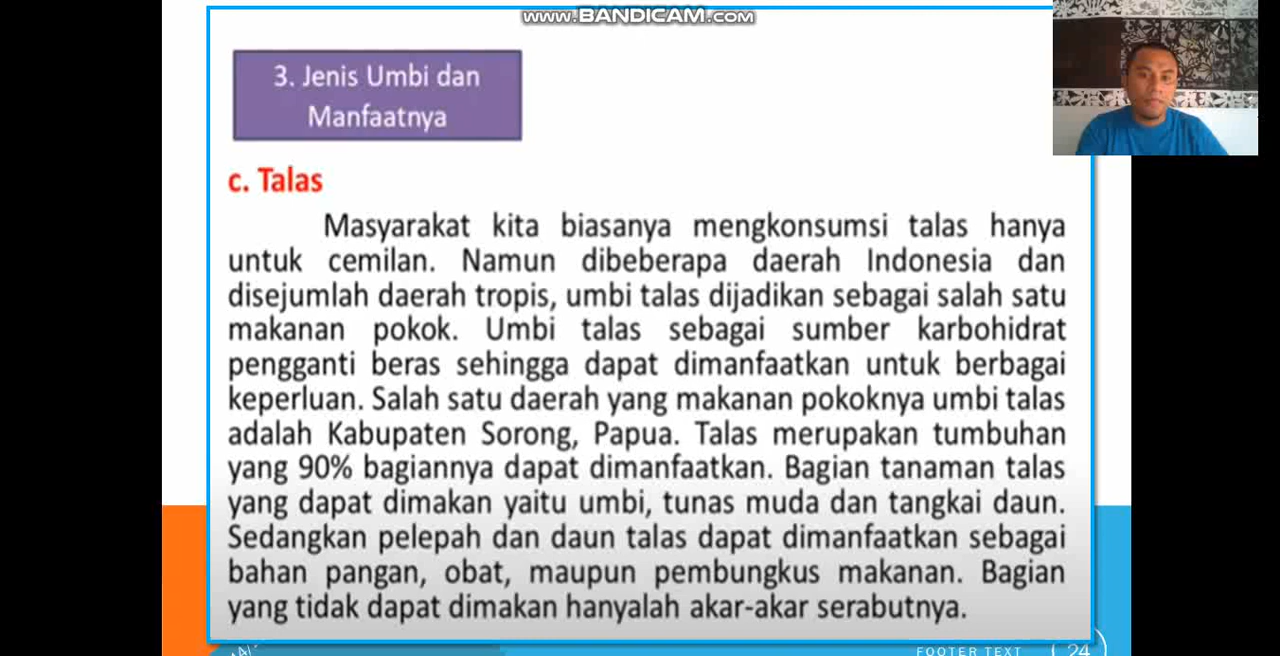 www.BANDICAM.com
3. Jenis Umbi dan
Manfaatnya
c. Talas
Masyarakat kita biasanya mengkonsumsi talas hanya
untuk cemilan. Namun dibeberapa daerah Indonesia dan
disejumlah daerah tropis, umbi talas dijadikan sebagai salah satu
makanan pokok. Umbi talas sebagai sumber karbohidrat
pengganti beras sehingga dapat dimanfaatkan untuk berbagai
keperluan. Salah satu daerah yang makanan pokoknya umbi talas
adalah Kabupaten Sorong, Papua. Talas merupakan tumbuhan
yang 90% bagiannya dapat dimanfaatkan. Bagian tanaman talas
yang dapat dimakan yaitu umbi, tunas muda dan tangkai daun.
Sedangkan pelepah dan daun talas dapat dimanfaatkan sebagai
bahan pangan, obat, maupun pembungkus makanan. Bagian
yang tidak dapat dimakan hanyalah akar-akar serabutnya.
FOOTER TEXT
24